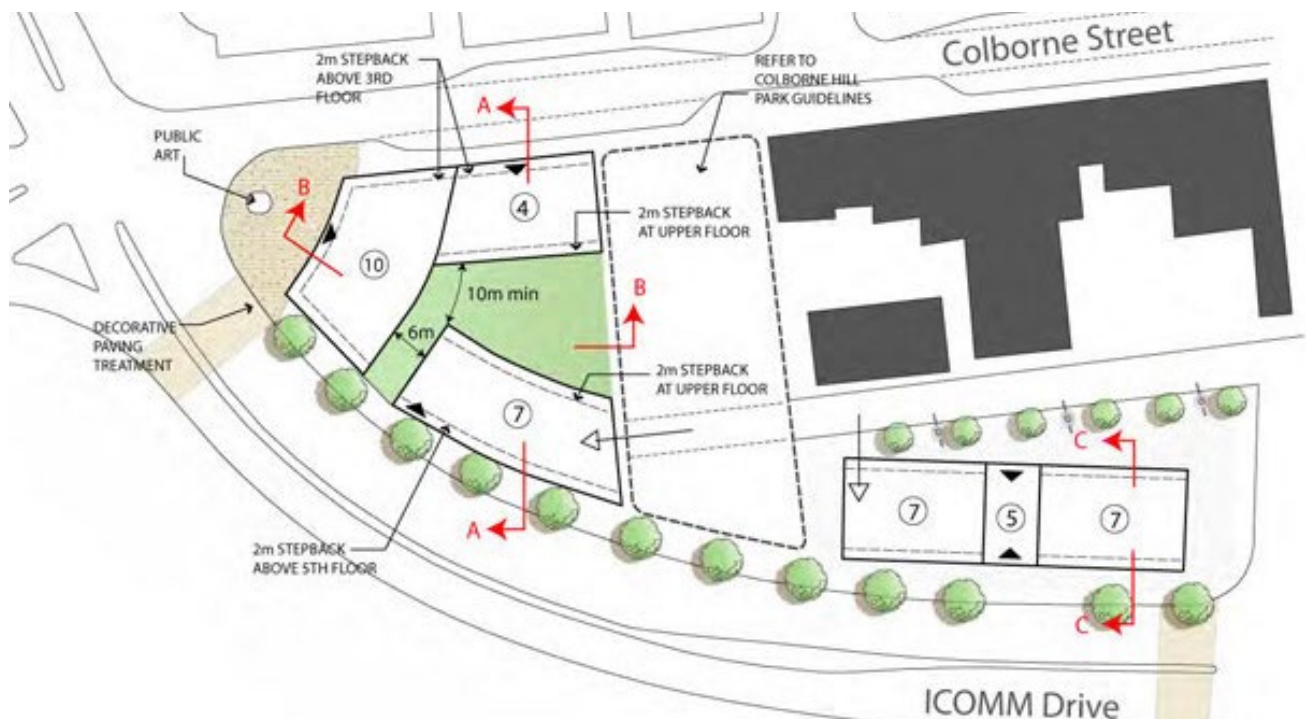 Colborne Street
2m STEPBACK
ABOVE 3RD
FLOOR
REFER TO
COLBORNE HILL
PARK GUIDELINES
A
PUBLIC
ART
B
4
2m STEPBACK
AT UPPER FLOOR
10
10m min
B
6m
DECORATIVE
PAVING
TREATMENT
2m STEPBACK
AT UPPER FLOOR
7
C
7
5
7
A
2m STEPBACK
ABOVE 5TH FLOOR
C
ICOMM Drive